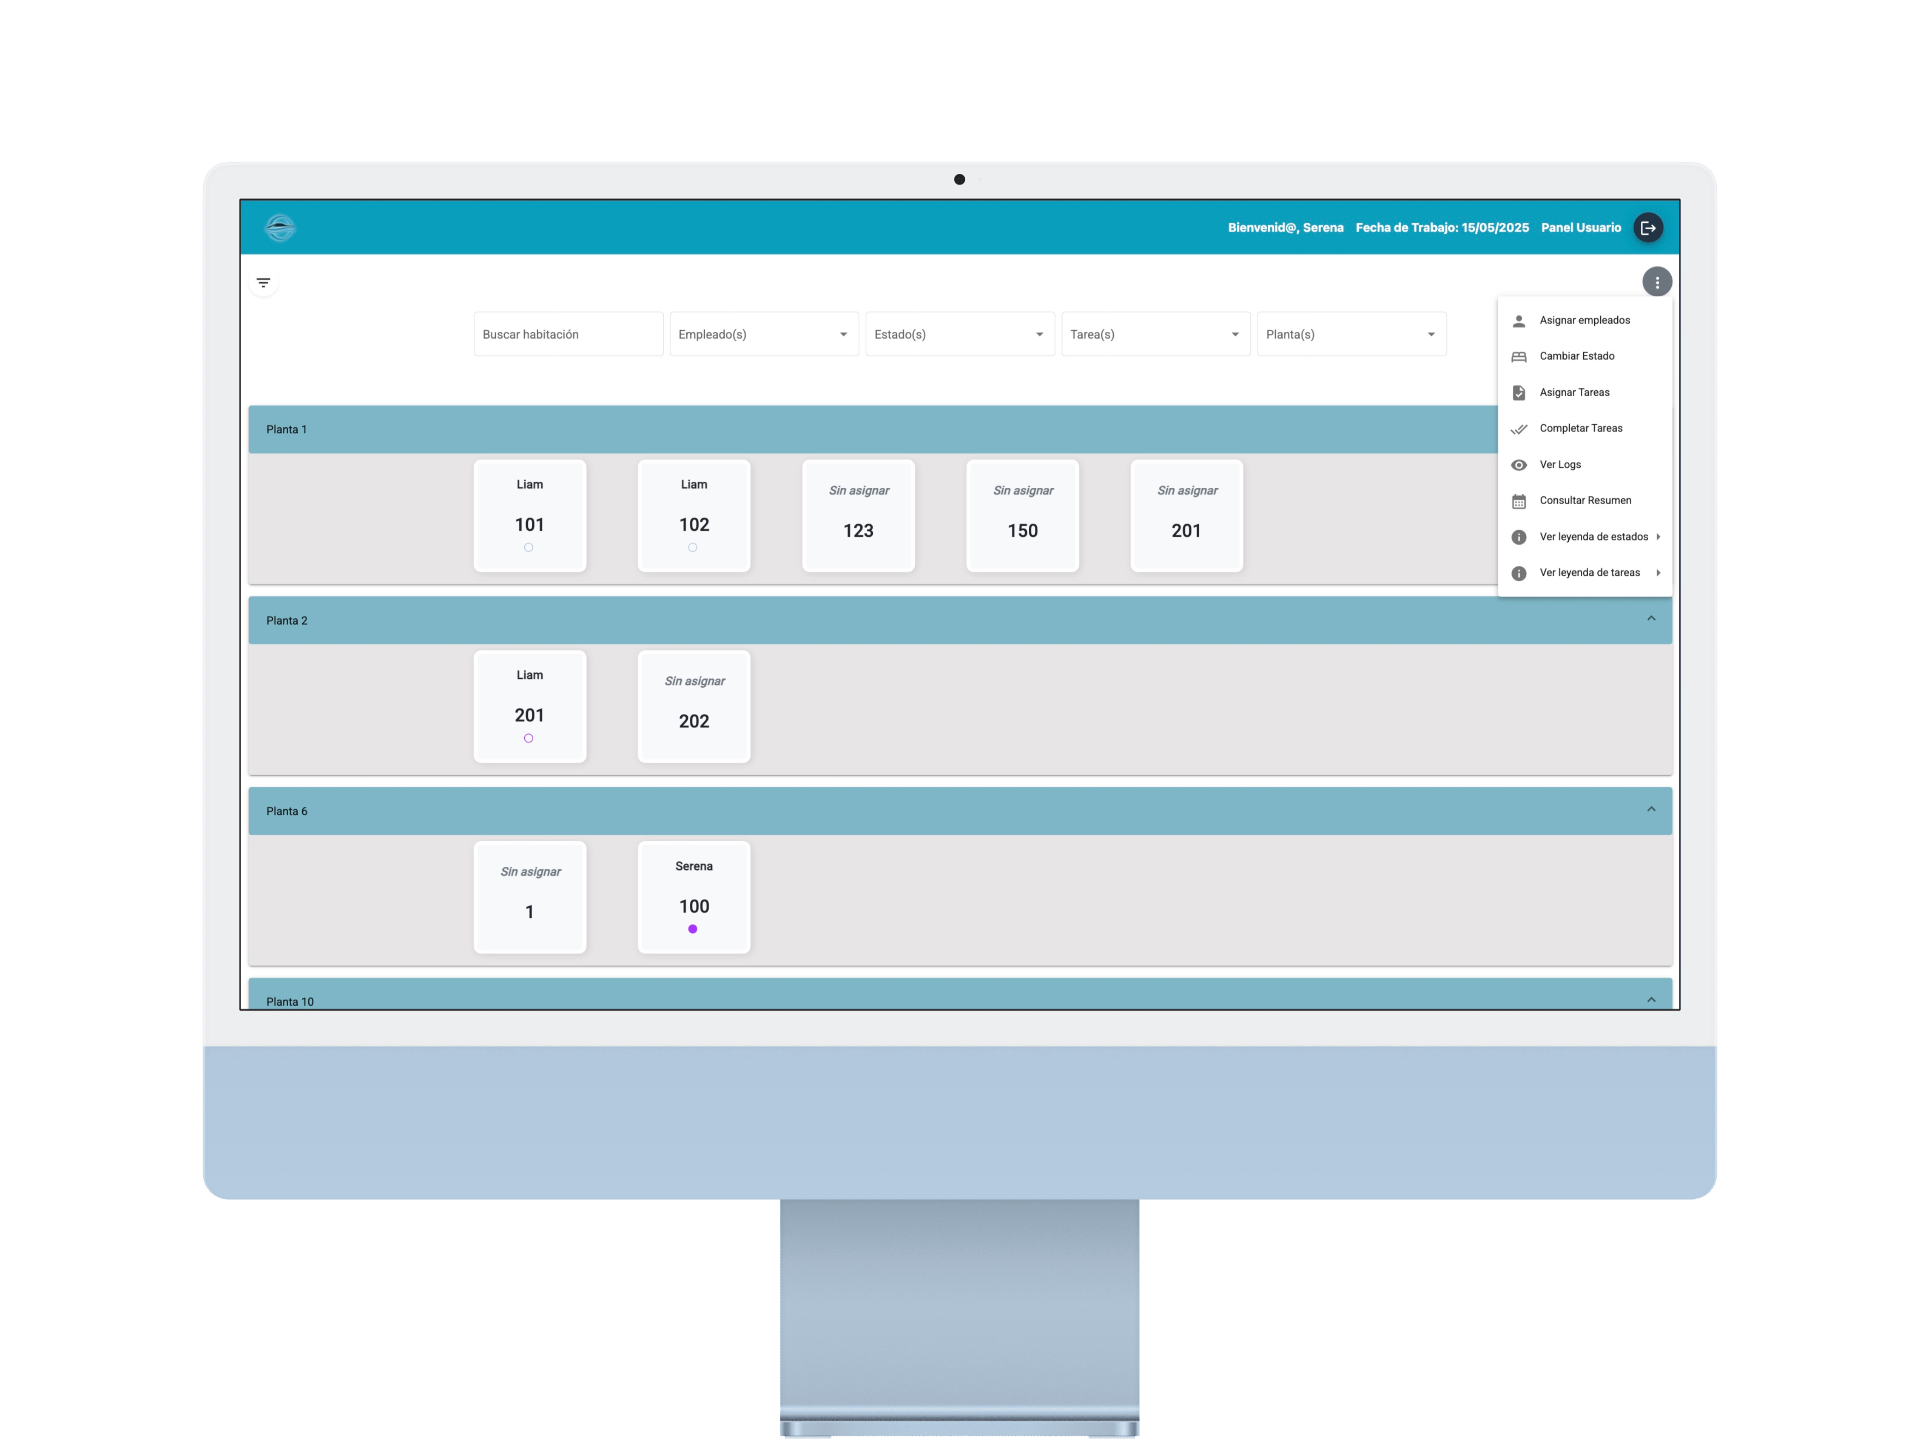 Bienvenid@, Serena Fecha de Trabajo: 15/05/2025 Panel Usuario
Buscar habitación Empleado(s) Estado(s) Tarea(s) Planta(s)
Asignar empleados
Cambiar Estado
Asignar Tareas
Completar Tareas
Ver Logs
Consultar Resumen
Ver leyenda de estados
Ver leyenda de tareas
Planta 1
Liam Liam Sin asignar Sin asignar Sin asignar
101 102 123 150 201
Planta 2
Liam Sin asignar
201 202
Planta 6
Sin asignar Serena
1 100
Planta 10